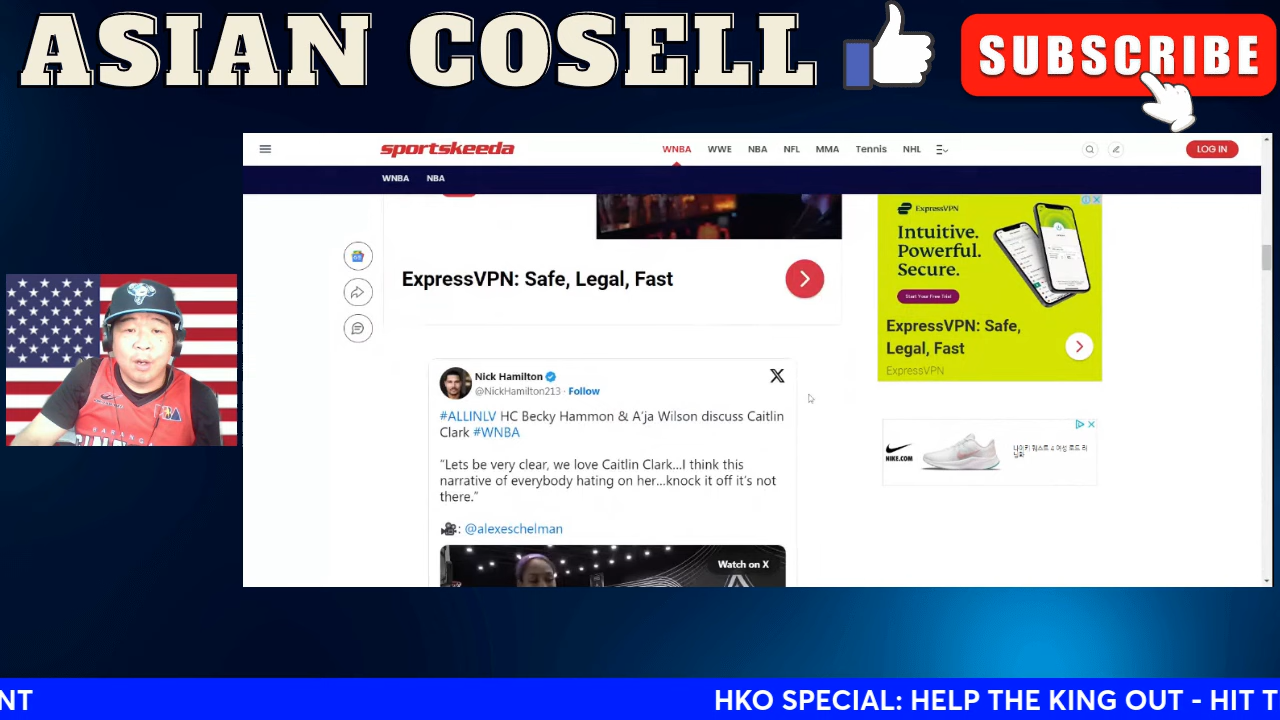 ASIAN COSELL
SUBSCRIBE
sportskeeda
WNBA WWE NBA NFL MMA Tennis NHL
LOG IN
WNBA NBA
ExpressVPN: Safe, Legal, Fast
ExpressVPN
Intuitive.
Powerful.
Secure.
Start Your Free Trial
ExpressVPN: Safe,
Legal, Fast
ExpressVPN
Nick Hamilton
@NickHamilton213 · Follow
#ALLINLV HC Becky Hammon & A'ja Wilson discuss Caitlin
Clark #WNBA
“Lets be very clear, we love Caitlin Clark...I think this
narrative of everybody hating on her...knock it off it's not
there.”
: @alexeschelman
Watch on X
NIKE.COM
NT
HKO SPECIAL: HELP THE KING OUT - HIT T